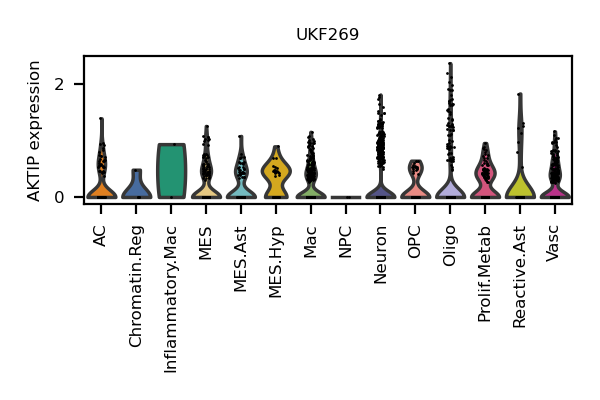 UKF269
AKTIP expression
2
0
AC
Chromatin.Reg
Inflammatory.Mac
MES
MES.Ast
MES.Hyp
Mac
NPC
Neuron
OPC
Oligo
Prolif.Metab
Reactive.Ast
Vasc